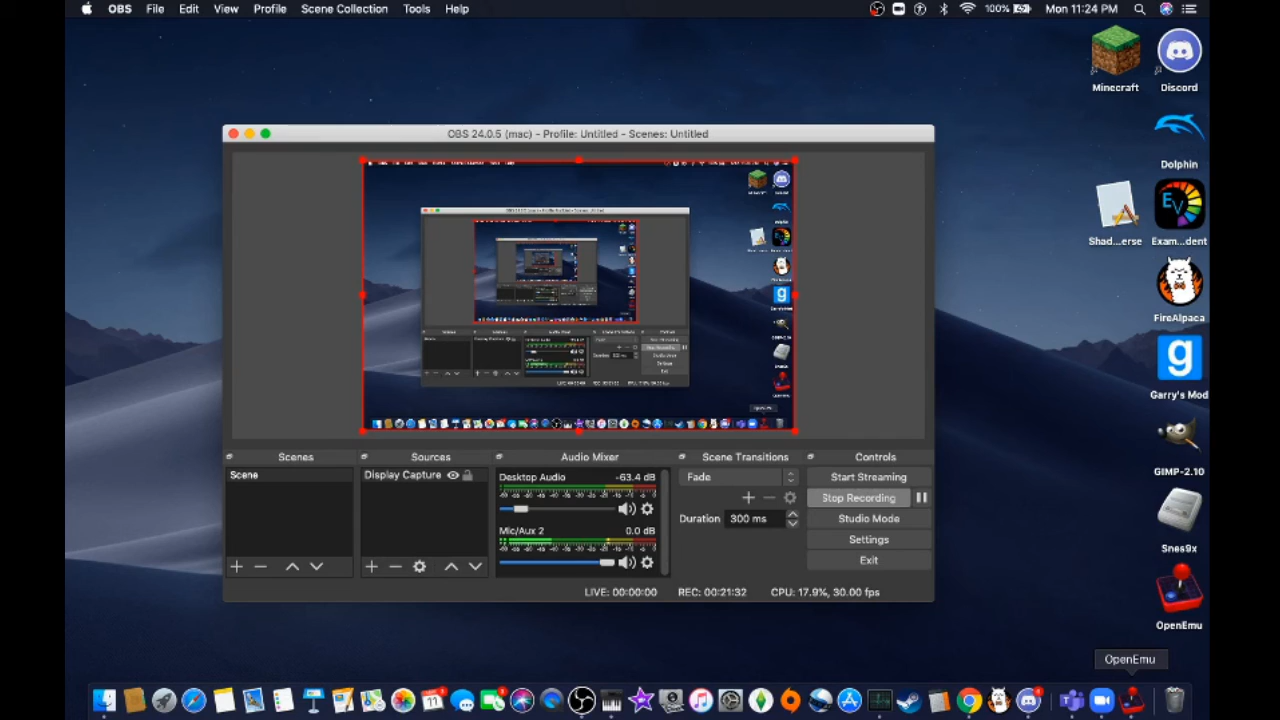 OBS File Edit View Profile Scene Collection Tools Help 100% Mon 11:24 PM
Minecraft Discord
Dolphin
EV
Shad...erse Exam...dent
FireAlpaca
g
Garry's Mod
GIMP-2.10
Snes9x
OpenEmu
OBS 24.0.5 (mac) - Profile: Untitled - Scenes: Untitled
Scenes Sources Audio Mixer Scene Transitions Controls
Scene
Display Capture
Desktop Audio -63.4 dB
Mic/Aux 2 0.0 dB
Fade
Duration 300 ms
Start Streaming
Stop Recording
Studio Mode
Settings
Exit
LIVE: 00:00:00 REC: 00:21:32 CPU: 17.9%, 30.00 fps
OpenEmu